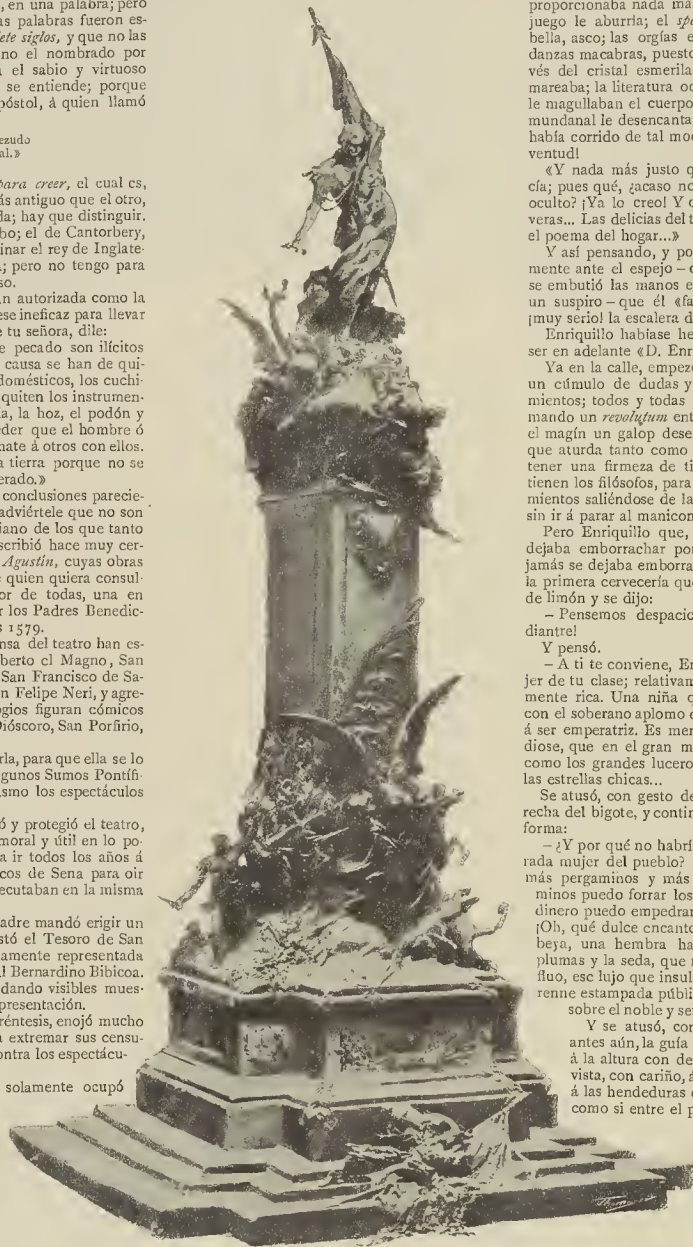 , en una palabra; pero
as palabras fueron es-
ete siglos, y que no las
no el nombrado por
el sabio y virtuoso
se entiende; porque
póstol, á quien llamó
ezudo
al.»
para creer, el cual es,
ás antiguo que el otro,
da; hay que distinguir.
bo; el de Cantorbery,
inar el rey de Inglate-
; pero no tengo para
so.
n autorizada como la
ese ineficaz para llevar
e tu señora, dile:
e pecado son ilícitos
causa se han de qui-
domésticos, los cuchi-
quiten los instrumen-
ía, la hoz, el podón y
eder que el hombre ó
mate á otros con ellos.
a tierra porque no se
erado.»
conclusiones parecie-
adviértele que no son
iano de los que tanto
scribió hace muy cer-
Agustín, cuyas obras
e quien quiera consul-
or de todas, una en
r los Padres Benedic-
s 1579.
nsa del teatro han es-
berto el Magno, San
San Francisco de Sa-
n Felipe Neri, y agre-
gios figuran cómicos
Dióscoro, San Porfirio,
rla, para que ella se lo
gunos Sumos Pontífi-
asmo los espectáculos
ó y protegió el teatro,
moral y útil en lo po-
a ir todos los años á
cos de Sena para oir
ecutaban en la misma
adre mandó erigir un
stó el Tesoro de San
amente representada
al Bernardino Bibicoa.
dando visibles mues-
presentación.
réntesis, enojó mucho
a extremar sus censu-
ontra los espectácu-
solamente ocupó
proporcionaba nada ma
juego le aburría; el spo
bella, asco; las orgías e
danzas macabras, puesto
vés del cristal esmerila
mareaba; la literatura oc
le magullaban el cuerpo
mundanal le desencanta
había corrido de tal mod
ventud!
«Y nada más justo q
cía; pues qué, ¿acaso no
oculto? ¡Ya lo creo! Y d
veras... Las delicias del t
el poema del hogar...»
Y así pensando, y po
mente ante el espejo – c
se embutió las manos e
un suspiro – que él «fa
¡muy serio! la escalera d
Enriquillo habíase he
ser en adelante «D. Enr
Ya en la calle, empezó
un cúmulo de dudas y
mientos; todos y todas
mando un revolutum ent
el magín un galop dese
que aturda tanto como
tener una firmeza de ti
tienen los filósofos, para
mientos saliéndose de la
sin ir á parar al manicon
Pero Enriquillo que,
dejaba emborrachar por
jamás se dejaba emborra
la primera cervecería que
de limón y se dijo:
– Pensemos despacio
diantre!
Y pensó.
– A ti te conviene, En
jer de tu clase; relativam
mente rica. Una niña q
con el soberano aplomo d
á ser emperatriz. Es men
diose, que en el gran m
como los grandes lucero
las estrellas chicas...
Se atusó, con gesto de
recha del bigote, y contin
forma:
– ¿Y por qué no habrí
rada mujer del pueblo?
más pergaminos y más
minos puedo forrar los
dinero puedo empedrar
¡Oh, qué dulce encanto
beya, una hembra ha
plumas y la seda, que n
fluo, ese lujo que insul
renne estampada públi
sobre el noble y ser
Y se atusó, con
antes aún, la guía
á la altura con de
vista, con cariño, á
á las hendeduras d
como si entre el p